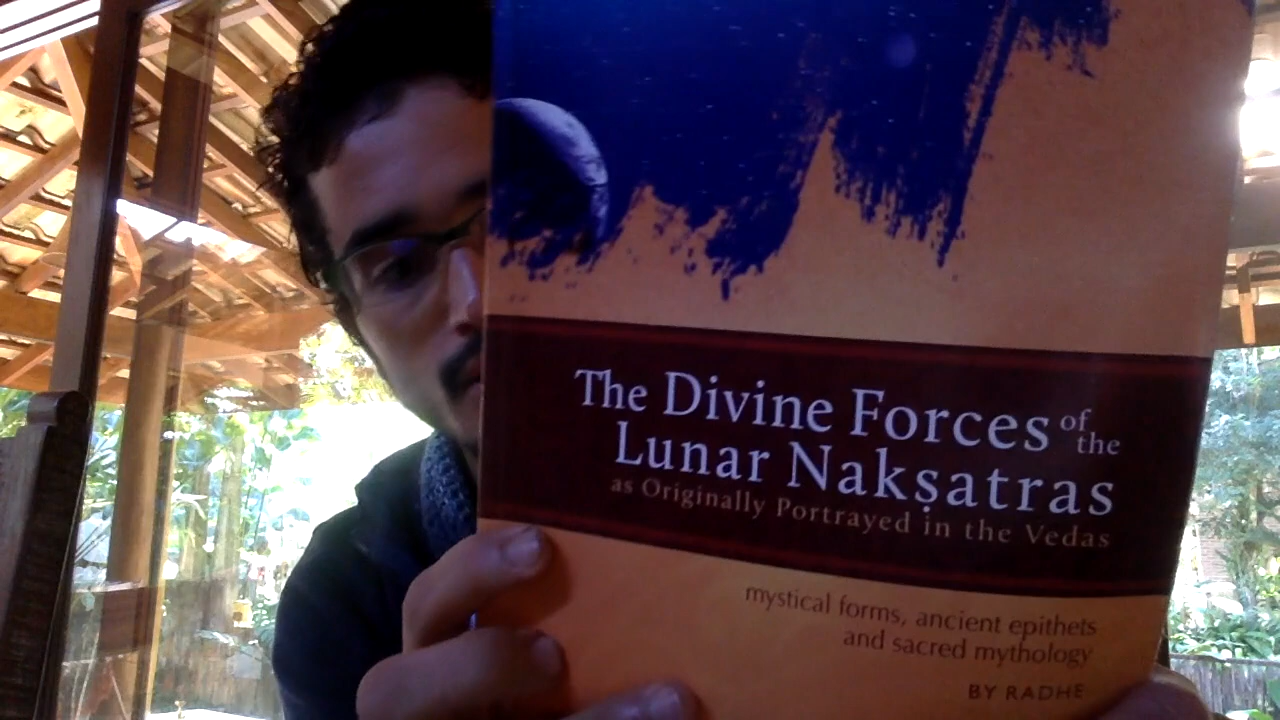 The Divine Forces of the
Lunar Nakṣatras
as Originally Portrayed in the Vedas
mystical forms, ancient epithets
and sacred mythology
BY RADHE